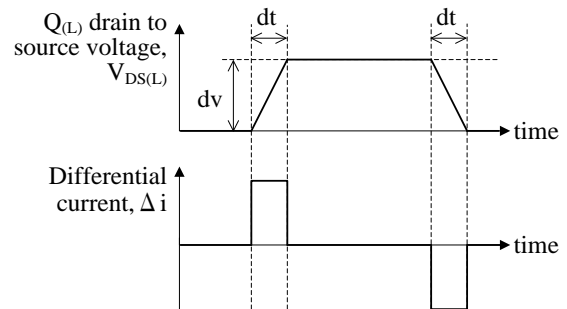 dt
dt
Q(L) drain to
source voltage,
VDS(L)
dv
time
Differential
current, Δ i
time